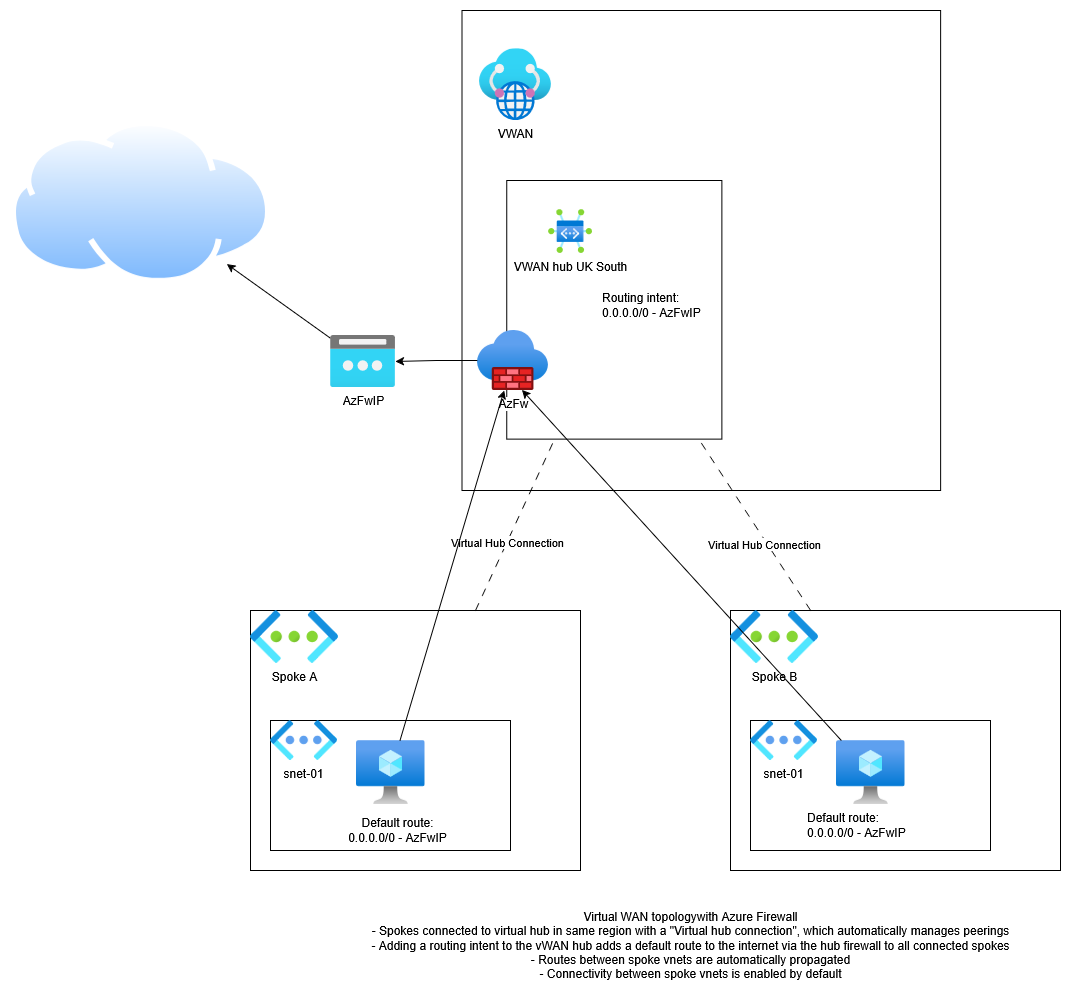 VWAN
VWAN hub UK South
Routing intent:
0.0.0.0/0 - AzFwIP
AzFwIP
AzFw
Virtual Hub Connection
Virtual Hub Connection
Spoke A
Spoke B
snet-01
Default route:
0.0.0.0/0 - AzFwIP
snet-01
Default route:
0.0.0.0/0 - AzFwIP
Virtual WAN topologywith Azure Firewall
- Spokes connected to virtual hub in same region with a "Virtual hub connection", which automatically manages peerings
- Adding a routing intent to the vWAN hub adds a default route to the internet via the hub firewall to all connected spokes
- Routes between spoke vnets are automatically propagated
- Connectivity between spoke vnets is enabled by default